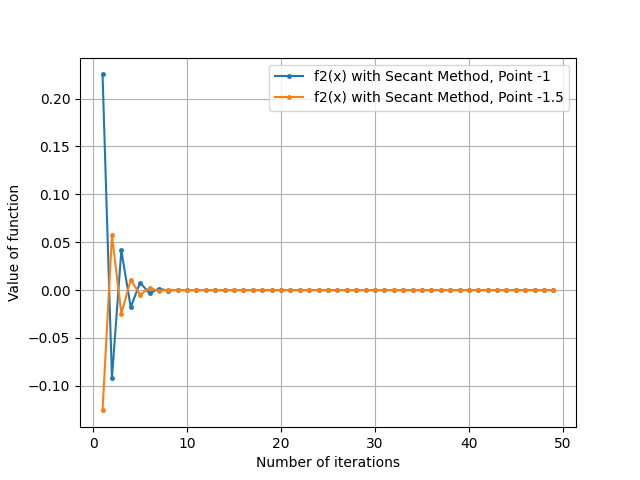 f2(x) with Secant Method, Point -1
f2(x) with Secant Method, Point -1.5
Value of function
0.20
0.15
0.10
0.05
0.00
−0.05
−0.10
0 10 20 30 40 50
Number of iterations